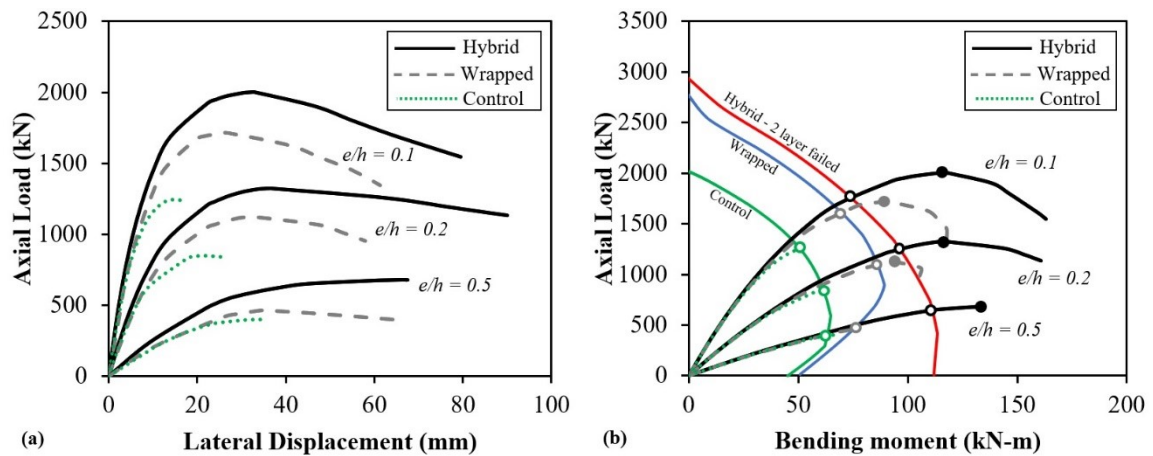 2500
2000
1500
1000
500
0
Axial Load (kN)
Hybrid
Wrapped
Control
e/h = 0.1
e/h = 0.2
e/h = 0.5
0 20 40 60 80 100
(a) Lateral Displacement (mm)
3500
3000
2500
2000
1500
1000
500
0
Axial Load (kN)
Hybrid
Wrapped
Control
Hybrid - 2 layer failed
Wrapped
Control
e/h = 0.1
e/h = 0.2
e/h = 0.5
0 50 100 150 200
(b) Bending moment (kN-m)